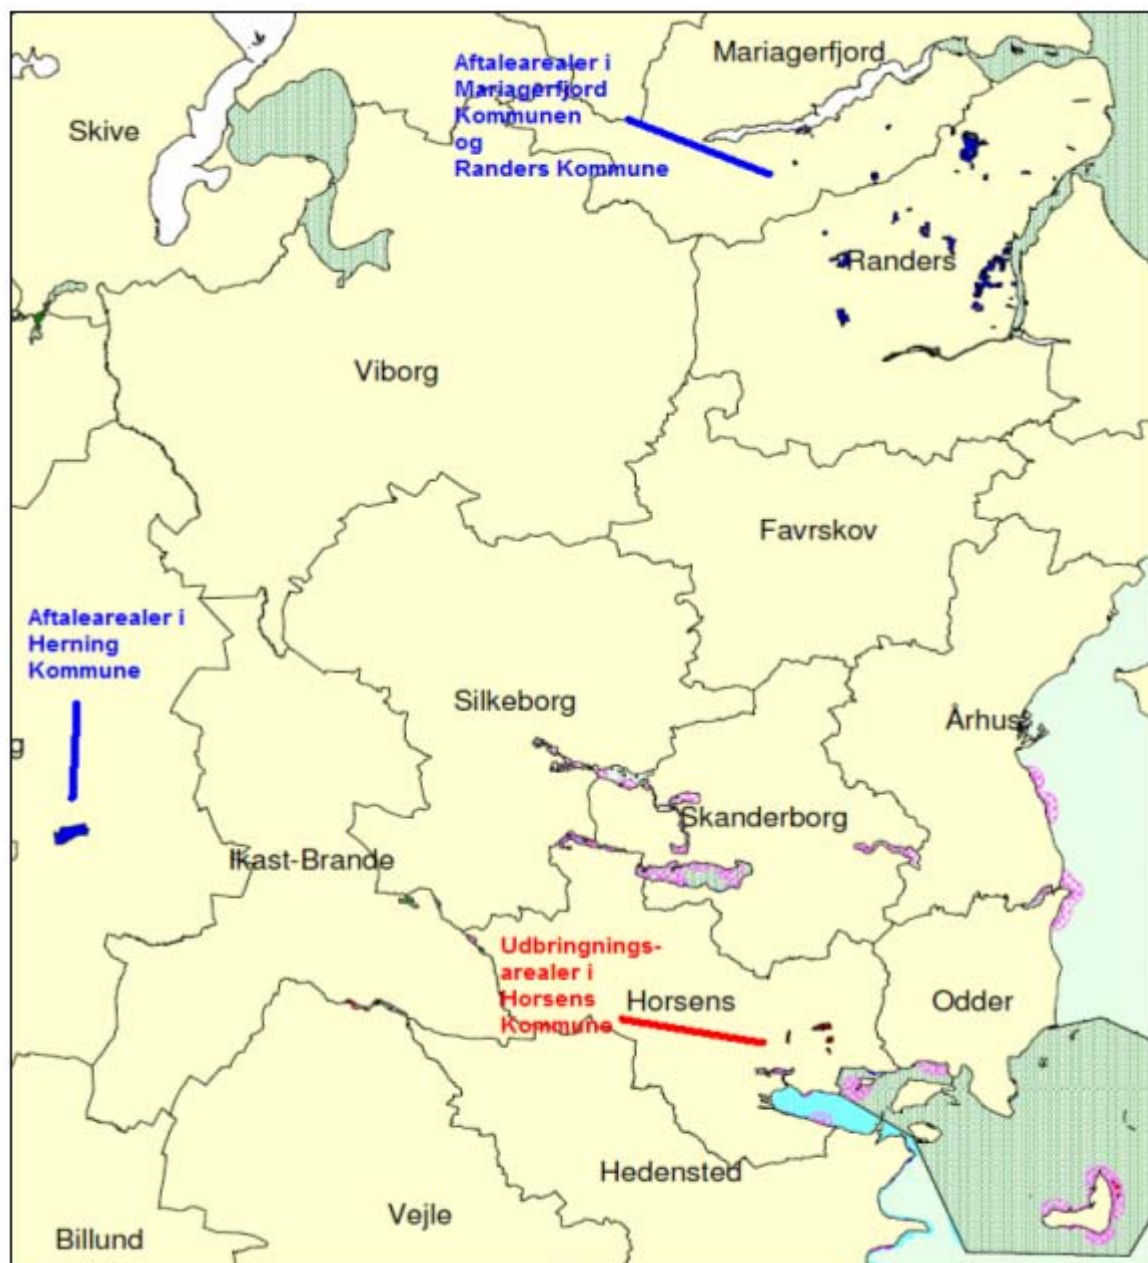 Mariagerfjord
Aftalearealer i
Mariagerfjord
Kommunen
og
Randers Kommune
Skive
Randers
Viborg
Favrskov
Aftalearealer i
Herning
Kommune
Silkeborg
Århus
g
Skanderborg
Ikast-Brande
Udbringnings-
arealer i
Horsens
Kommune
Horsens
Odder
Hedensted
Vejle
Billund